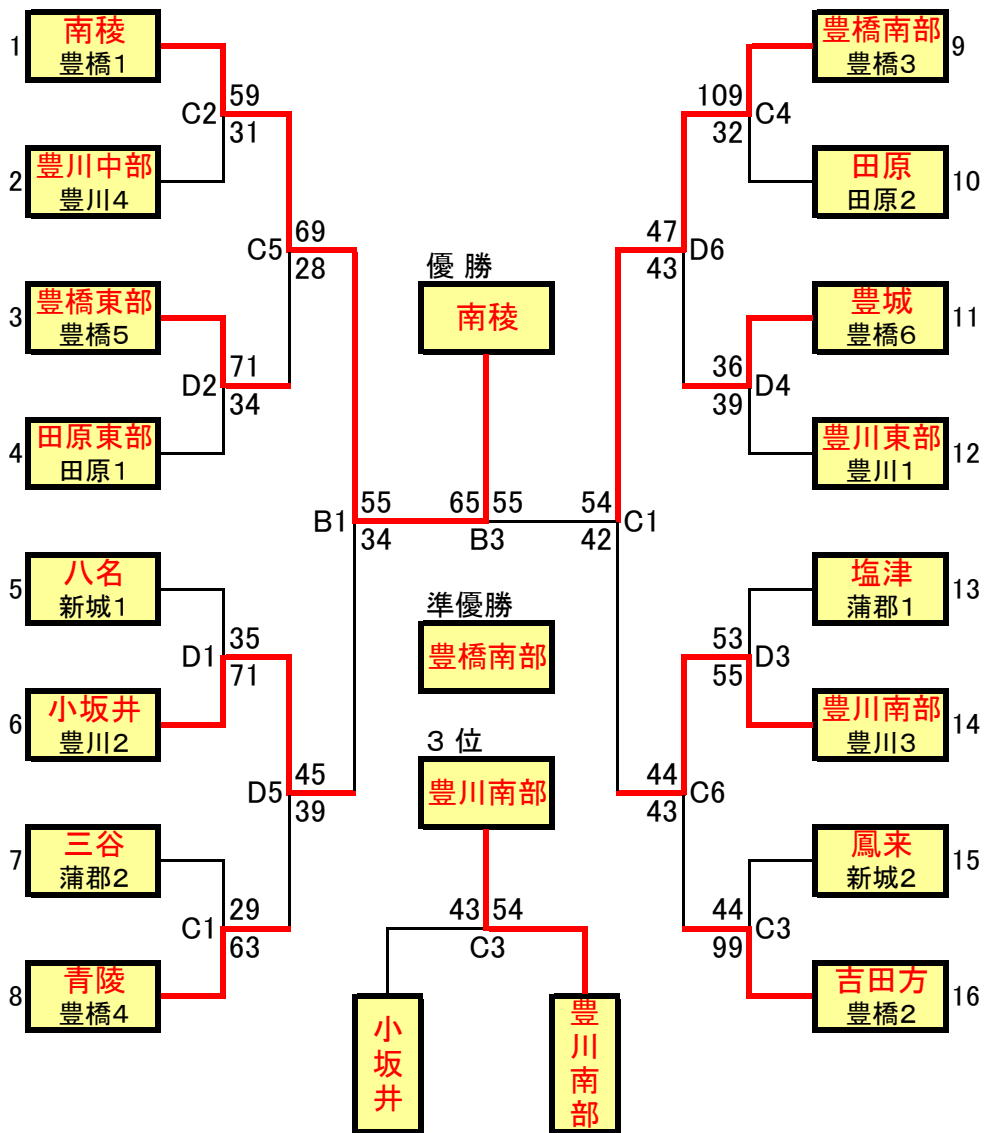 1
南稜
豊橋1
C2
59
31
2
豊川中部
豊川4
C5
69
28
3
豊橋東部
豊橋5
D2
71
34
4
田原東部
田原1
B1
55
34
5
八名
新城1
D1
35
71
6
小坂井
豊川2
D5
45
39
7
三谷
蒲郡2
C1
29
63
8
青陵
豊橋4
優 勝
南稜
65 55
B3
準優勝
豊橋南部
3 位
豊川南部
43 54
C3
小坂井
豊川南部
豊橋南部
豊橋3
9
109
32
C4
田原
田原2
10
47
43
D6
豊城
豊橋6
11
36
39
D4
豊川東部
豊川1
12
54
42
C1
塩津
蒲郡1
13
53
55
D3
豊川南部
豊川3
14
44
43
C6
鳳来
新城2
15
44
99
C3
吉田方
豊橋2
16